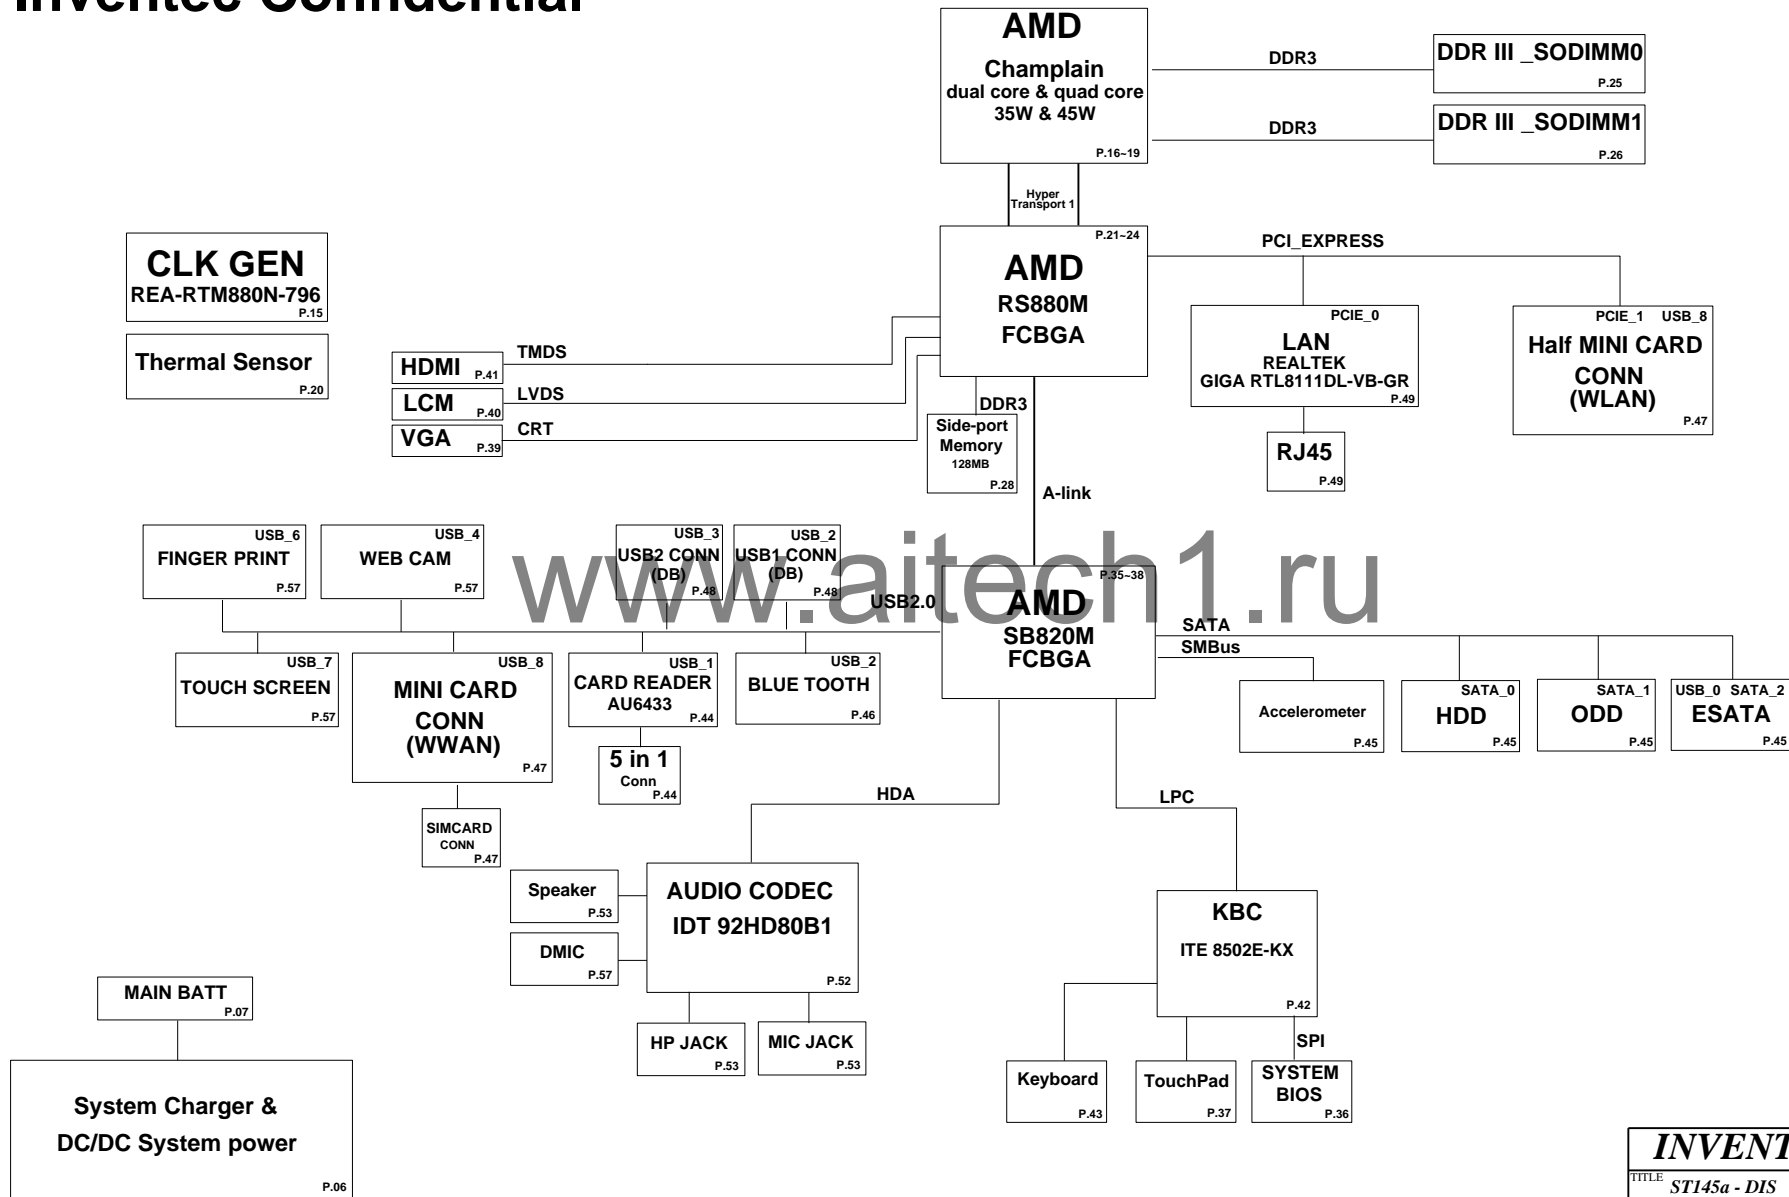 Inventec Confidential
AMD
Champlain
dual core & quad core
35W & 45W
P.16~19
DDR3
DDR III _SODIMM0
P.25
DDR3
DDR III _SODIMM1
P.26
Hyper
Transport 1
CLK GEN
REA-RTM880N-796
P.15
Thermal Sensor
P.20
P.21~24
AMD
RS880M
FCBGA
PCI_EXPRESS
PCIE_0
LAN
REALTEK
GIGA RTL8111DL-VB-GR
P.49
RJ45
P.49
PCIE_1 USB_8
Half MINI CARD
CONN
(WLAN)
P.47
HDMI P.41
TMDS
LCM P.40
LVDS
VGA P.39
CRT
DDR3
Side-port
Memory
128MB
P.28
A-link
USB_6
FINGER PRINT
P.57
USB_4
WEB CAM
P.57
USB_3
USB2 CONN
(DB)
P.48
USB_2
USB1 CONN
(DB)
P.48
www.aitech1.ru
USB2.0
P.35~38
AMD
SB820M
FCBGA
SATA
SMBus
USB_7
TOUCH SCREEN
P.57
USB_8
MINI CARD
CONN
(WWAN)
P.47
USB_1
CARD READER
AU6433
P.44
USB_2
BLUE TOOTH
P.46
Accelerometer
P.45
SATA_0
HDD
P.45
SATA_1
ODD
P.45
USB_0 SATA_2
ESATA
P.45
5 in 1
Conn
P.44
SIMCARD
CONN
P.47
HDA
LPC
Speaker
P.53
DMIC
P.57
AUDIO CODEC
IDT 92HD80B1
P.52
HP JACK
P.53
MIC JACK
P.53
KBC
ITE 8502E-KX
P.42
SPI
Keyboard
P.43
TouchPad
P.37
SYSTEM
BIOS
P.36
MAIN BATT
P.07
System Charger &
DC/DC System power
P.06
INVENT
TITLE ST145a - DIS